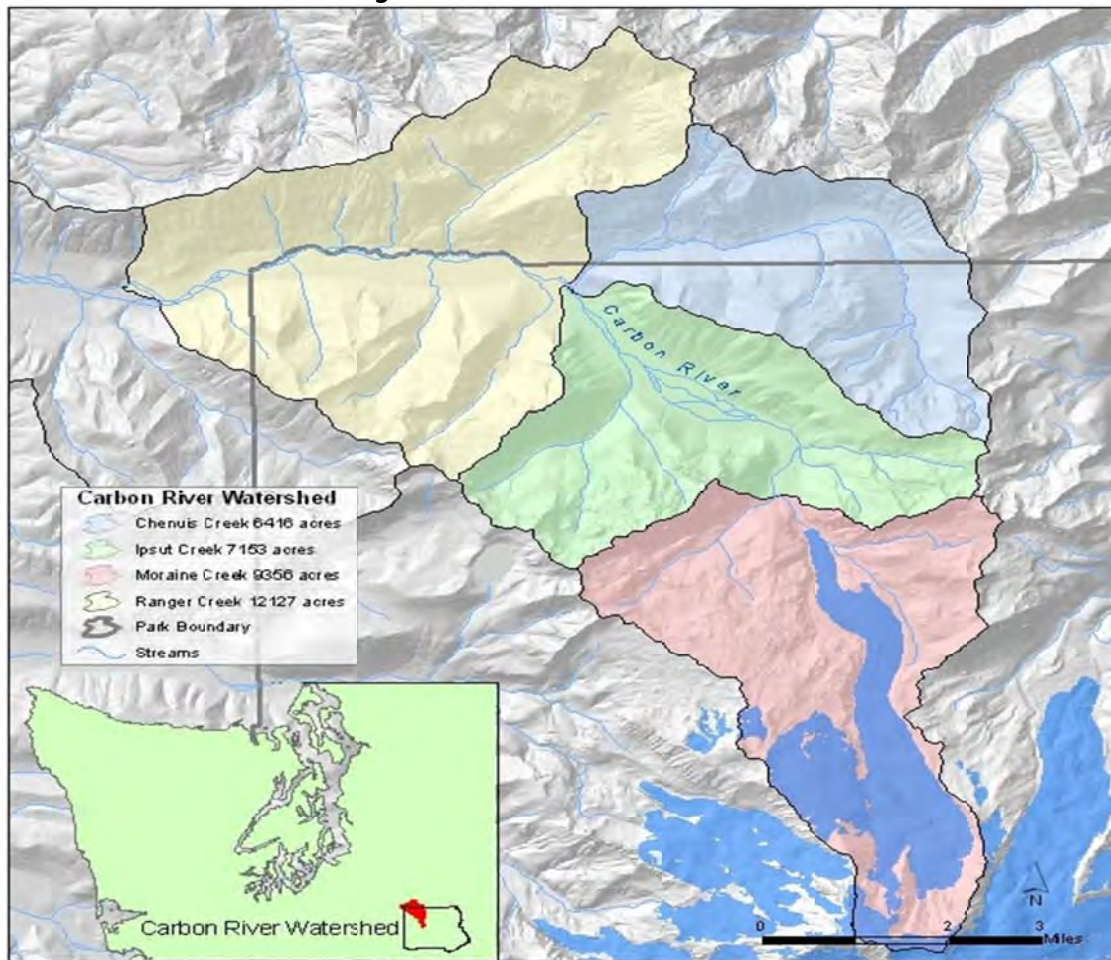 Carbon River
Carbon River Watershed
Chenuis Creek 6416 acres
Ipsut Creek 7153 acres
Moraine Creek 9356 acres
Ranger Creek 12127 acres
Park Boundary
Streams
Carbon River Watershed
N
0 2 3
Miles